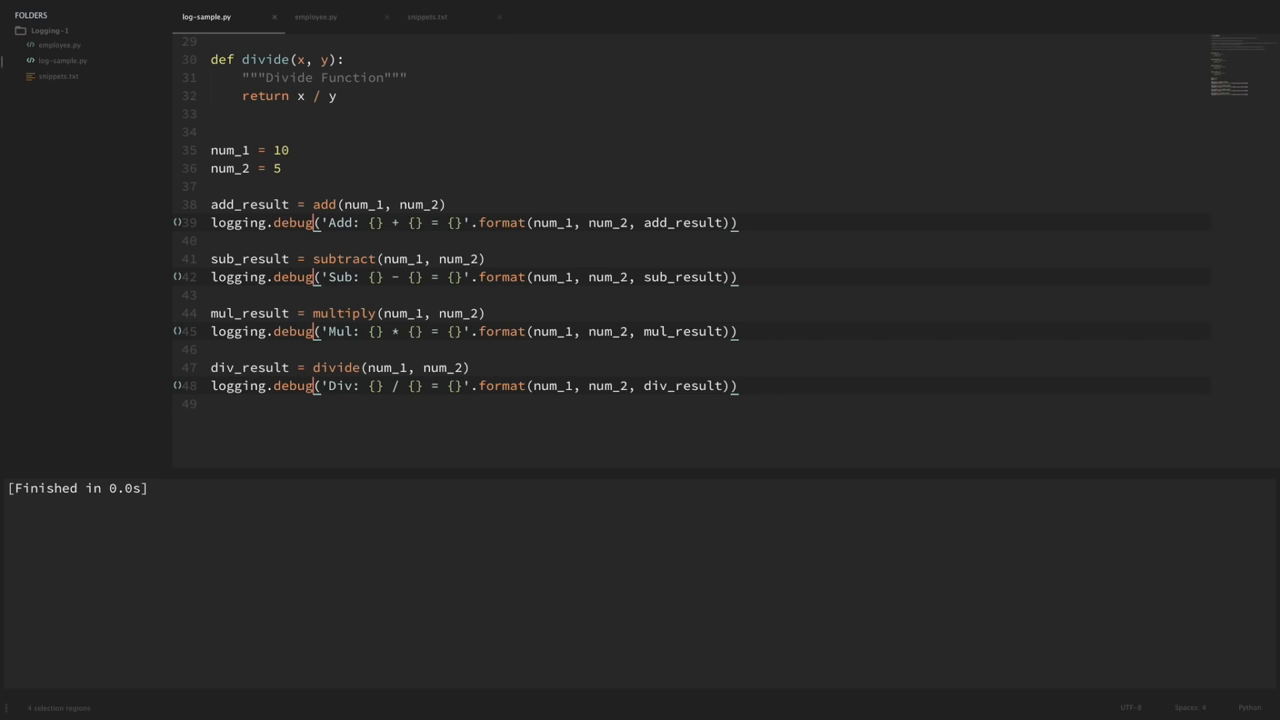 FOLDERS
Logging-1
employee.py
log-sample.py
snippets.txt
log-sample.py × employee.py × snippets.txt ×
29
30 def divide(x, y):
31 """Divide Function"""
32 return x / y
33
34
35 num_1 = 10
36 num_2 = 5
37
38 add_result = add(num_1, num_2)
39 logging.debug('Add: {} + {} = {}'.format(num_1, num_2, add_result))
40
41 sub_result = subtract(num_1, num_2)
42 logging.debug('Sub: {} - {} = {}'.format(num_1, num_2, sub_result))
43
44 mul_result = multiply(num_1, num_2)
45 logging.debug('Mul: {} * {} = {}'.format(num_1, num_2, mul_result))
46
47 div_result = divide(num_1, num_2)
48 logging.debug('Div: {} / {} = {}'.format(num_1, num_2, div_result))
49
[Finished in 0.0s]
4 selection regions UTF-8 Spaces: 4 Python